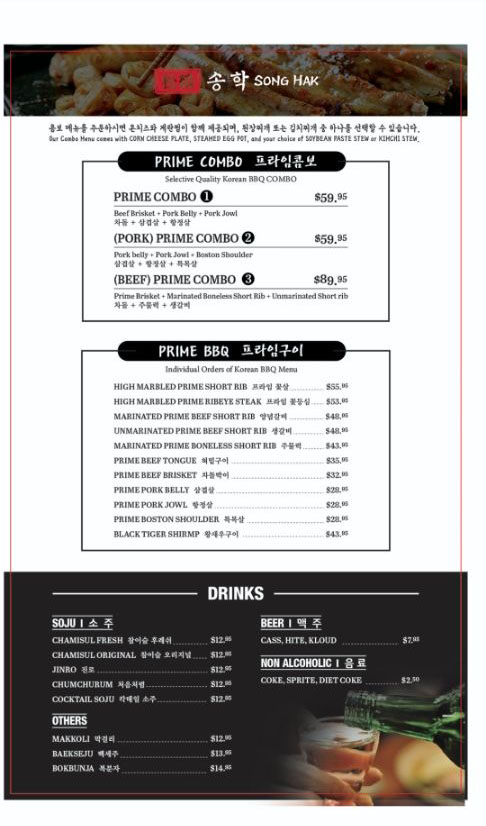 송학 SONG HAK
콤보 메뉴를 주문하시면 콘치즈와 계란찜이 함께 제공되며, 된장찌개 또는 김치찌개 중 하나를 선택할 수 있습니다.
Our Combo Menu comes with CORN CHEESE PLATE, STEAMED EGG POT, and your choice of SOYBEAN PASTE STEW or KIMCHI STEW.
PRIME COMBO 프라임콤보
Selective Quality Korean BBQ COMBO
PRIME COMBO ❶ $59.95
Beef Brisket + Pork Belly + Pork Jowl
차돌 + 삼겹살 + 항정살
(PORK) PRIME COMBO ❷ $59.95
Pork belly + Pork Jowl + Boston Shoulder
삼겹살 + 항정살 + 목목살
(BEEF) PRIME COMBO ❸ $89.95
Prime Brisket + Marinated Boneless Short Rib + Unmarinated Short rib
차돌 + 주물럭 + 생갈비
PRIME BBQ 프라임구이
Individual Orders of Korean BBQ Menu
HIGH MARBLED PRIME SHORT RIB 프라임 꽃살 $55.95
HIGH MARBLED PRIME RIBEYE STEAK 프라임 꽃등심 $53.95
MARINATED PRIME BEEF SHORT RIB 양념갈비 $48.95
UNMARINATED PRIME BEEF SHORT RIB 생갈비 $48.95
MARINATED PRIME BONELESS SHORT RIB 주물럭 $43.95
PRIME BEEF TONGUE 혀밑구이 $35.95
PRIME BEEF BRISKET 차돌박이 $32.95
PRIME PORK BELLY 삼겹살 $28.95
PRIME PORK JOWL 항정살 $28.95
PRIME BOSTON SHOULDER 목목살 $28.95
BLACK TIGER SHIRMP 왕새우구이 $43.95
DRINKS
SOJU | 소 주
CHAMISUL FRESH 참이슬 후레쉬 $12.95
CHAMISUL ORIGINAL 참이슬 오리지널 $12.95
JINRO 진로 $12.95
CHUMCHURUM 처음처럼 $12.95
COCKTAIL SOJU 칵테일 소주 $12.95
OTHERS
MAKKOLI 막걸리 $12.95
BAEKSEJU 백세주 $13.95
BOKBUNJA 복분자 $14.95
BEER | 맥 주
CASS, HITE, KLOUD $7.95
NON ALCOHOLIC | 음 료
COKE, SPRITE, DIET COKE $2.50